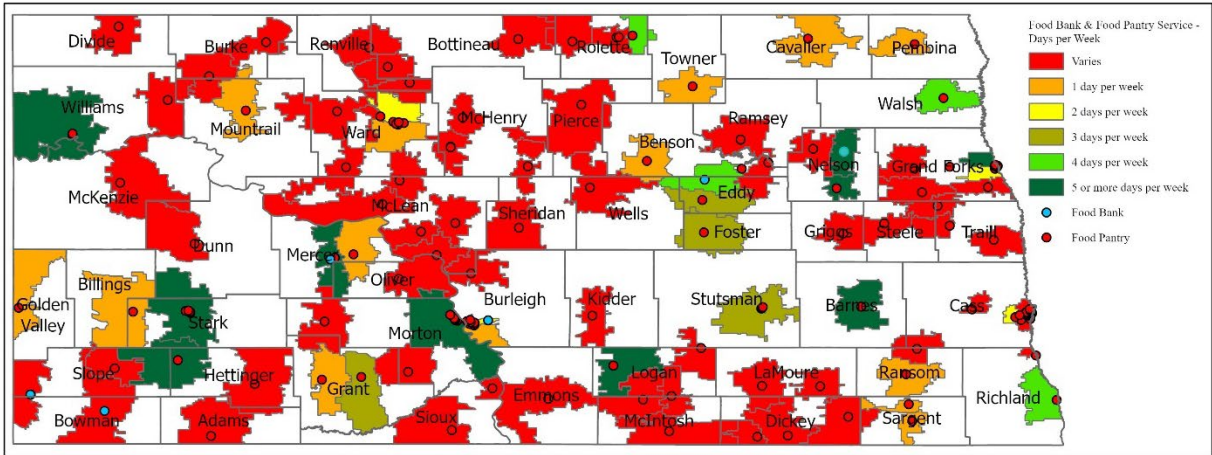 Food Bank & Food Pantry Service -
Days per Week
Varies
1 day per week
2 days per week
3 days per week
4 days per week
5 or more days per week
Food Bank
Food Pantry
Divide
Burke
Renville
Bottineau
Rolette
Towner
Cavalier
Pembina
Williams
Mountrail
Ward
McHenry
Pierce
Benson
Ramsey
Walsh
Nelson
Grand Forks
McKenzie
Dunn
McLean
Sheridan
Wells
Eddy
Foster
Griggs
Steele
Traill
Golden
Valley
Billings
Stark
Merce
Oliver
Burleigh
Morton
Kidder
Stutsman
Barnes
Cass
Slope
Hettinger
Grant
Logan
LaMoure
Ransom
Richland
Bowman
Adams
Sioux
Emmons
McIntosh
Dickey
Sargent